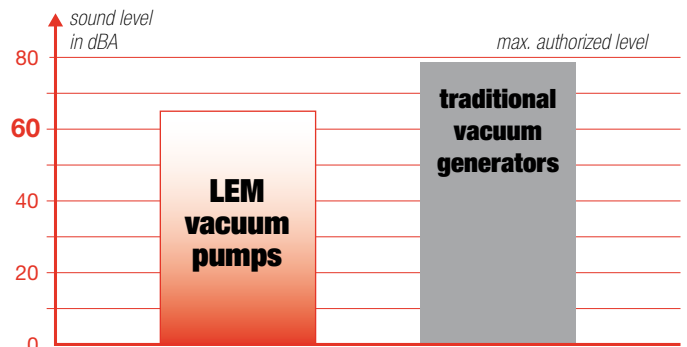 sound level
in dBA
max. authorized level
80
traditional
vacuum
generators
60
LEM
vacuum
pumps
40
20
0